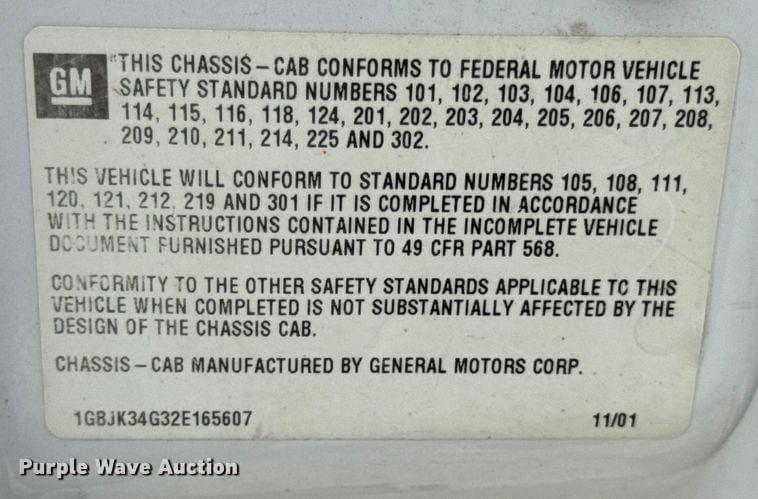 GM
"THIS CHASSIS – CAB CONFORMS TO FEDERAL MOTOR VEHICLE
SAFETY STANDARD NUMBERS 101, 102, 103, 104, 106, 107, 113,
114, 115, 116, 118, 124, 201, 202, 203, 204, 205, 206, 207, 208,
209, 210, 211, 214, 225 AND 302.
THIS VEHICLE WILL CONFORM TO STANDARD NUMBERS 105, 108, 111,
120, 121, 212, 219 AND 301 IF IT IS COMPLETED IN ACCORDANCE
WITH THE INSTRUCTIONS CONTAINED IN THE INCOMPLETE VEHICLE
DOCUMENT FURNISHED PURSUANT TO 49 CFR PART 568.
CONFORMITY TO THE OTHER SAFETY STANDARDS APPLICABLE TO THIS
VEHICLE WHEN COMPLETED IS NOT SUBSTANTIALLY AFFECTED BY THE
DESIGN OF THE CHASSIS CAB.
CHASSIS – CAB MANUFACTURED BY GENERAL MOTORS CORP.
1GBJK34G32E165607 11/01
Purple Wave Auction